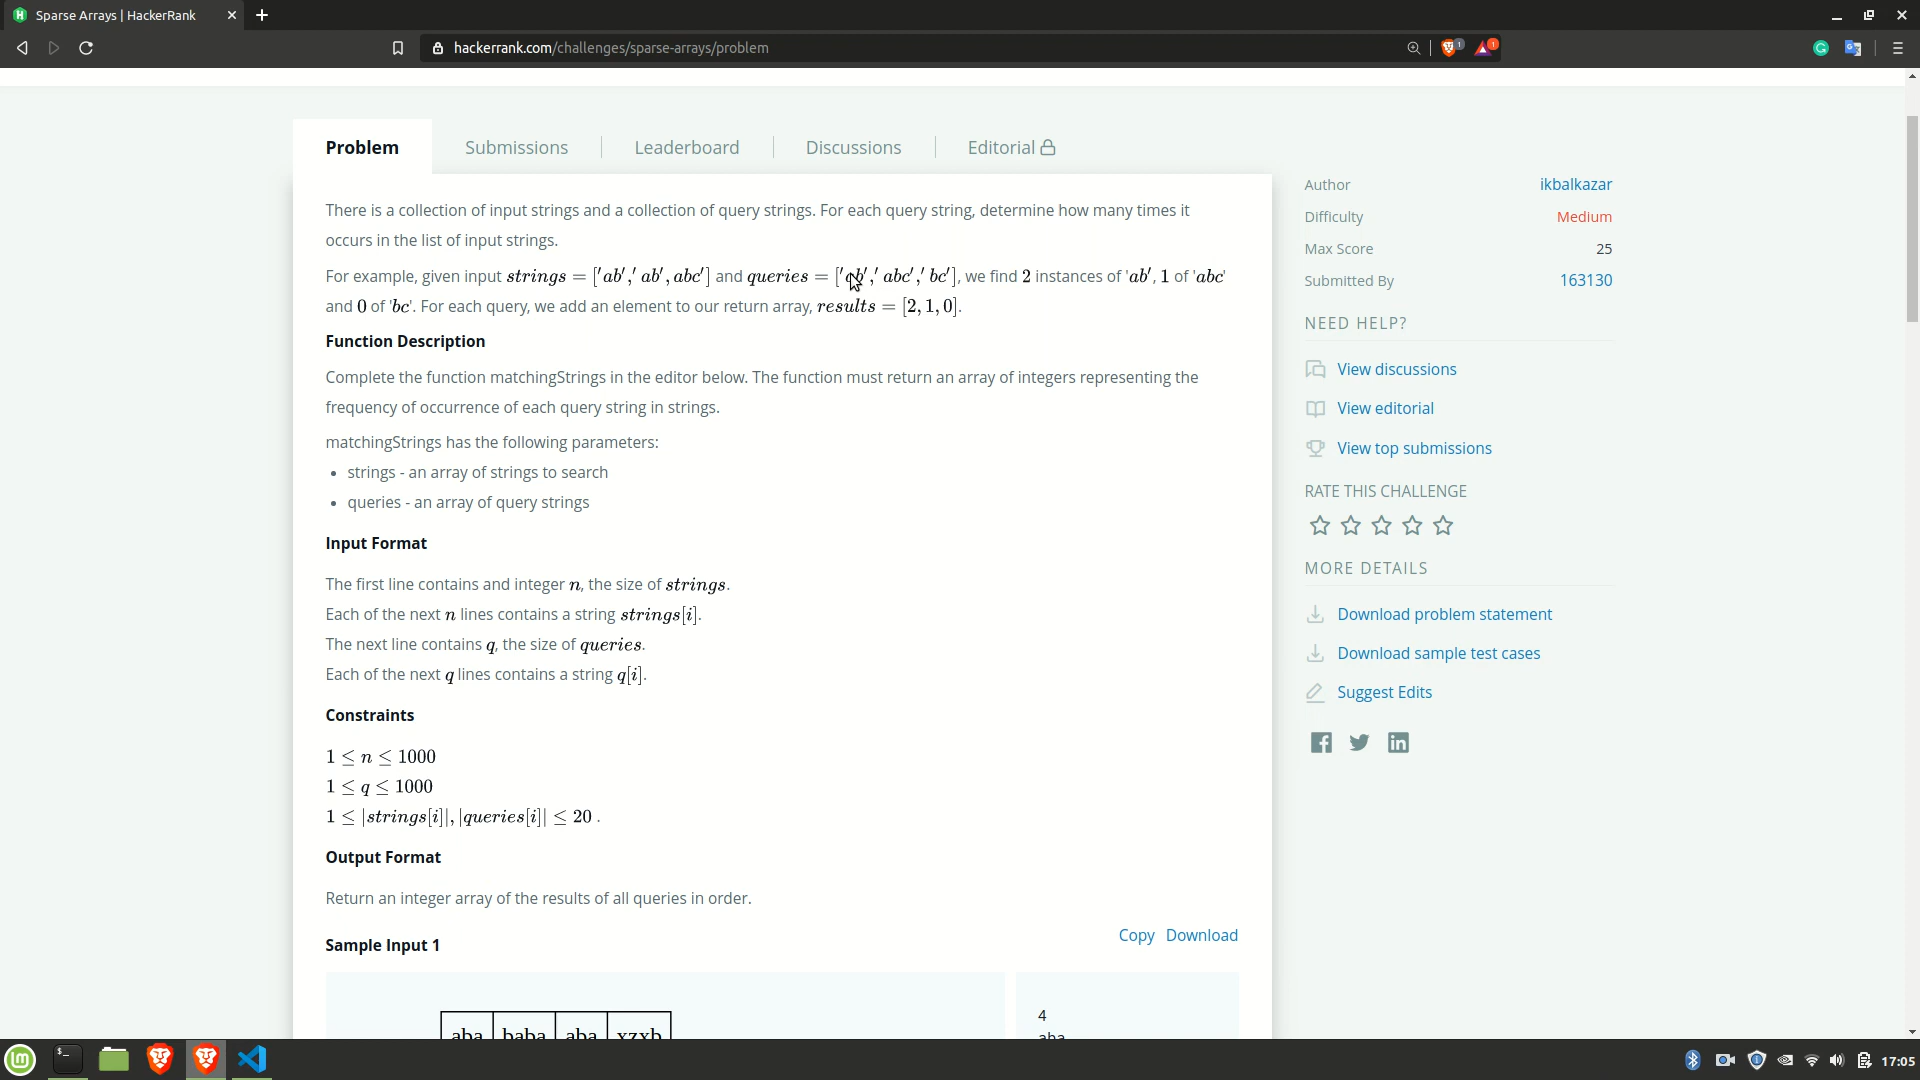 Sparse Arrays | HackerRank
hackerrank.com/challenges/sparse-arrays/problem
1
1
Problem
Submissions
Leaderboard
Discussions
Editorial
There is a collection of input strings and a collection of query strings. For each query string, determine how many times it
occurs in the list of input strings.
For example, given input strings = ['ab',' ab', abc'] and queries = ['ab',' abc',' bc'], we find 2 instances of 'ab', 1 of 'abc'
and 0 of 'bc'. For each query, we add an element to our return array, results = [2, 1, 0].
Function Description
Complete the function matchingStrings in the editor below. The function must return an array of integers representing the
frequency of occurrence of each query string in strings.
matchingStrings has the following parameters:
• strings - an array of strings to search
• queries - an array of query strings
Input Format
The first line contains and integer n, the size of strings.
Each of the next n lines contains a string strings[i].
The next line contains q, the size of queries.
Each of the next q lines contains a string q[i].
Constraints
1 ≤ n ≤ 1000
1 ≤ q ≤ 1000
1 ≤ |strings[i]|, |queries[i]| ≤ 20 .
Output Format
Return an integer array of the results of all queries in order.
Sample Input 1
Copy Download
aba baba aba xzxb
4
aba
Author ikbalkazar
Difficulty Medium
Max Score 25
Submitted By 163130
NEED HELP?
View discussions
View editorial
View top submissions
RATE THIS CHALLENGE
MORE DETAILS
Download problem statement
Download sample test cases
Suggest Edits
17:05